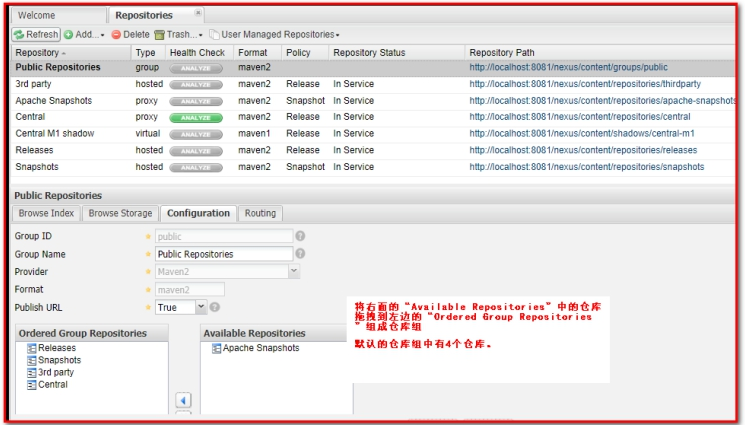 Welcome Repositories
Refresh Add... Delete Trash... User Managed Repositories
Repository Type Health Check Format Policy Repository Status Repository Path
Public Repositories group ANALYZE maven2 http://localhost:8081/nexus/content/groups/public
3rd party hosted ANALYZE maven2 Release In Service http://localhost:8081/nexus/content/repositories/thirdparty
Apache Snapshots proxy ANALYZE maven2 Snapshot In Service http://localhost:8081/nexus/content/repositories/apache-snapshots
Central proxy ANALYZE maven2 Release In Service http://localhost:8081/nexus/content/repositories/central
Central M1 shadow virtual ANALYZE maven1 Release In Service http://localhost:8081/nexus/content/shadows/central-m1
Releases hosted ANALYZE maven2 Release In Service http://localhost:8081/nexus/content/repositories/releases
Snapshots hosted ANALYZE maven2 Snapshot In Service http://localhost:8081/nexus/content/repositories/snapshots
Public Repositories
Browse Index Browse Storage Configuration Routing
Group ID public
Group Name Public Repositories
Provider Maven2
Format maven2
Publish URL True
将右面的“Available Repositories”中的仓库
拖拽到左边的“Ordered Group Repositories
”组成仓库组
默认的仓库组中有4个仓库。
Ordered Group Repositories Available Repositories
Releases Apache Snapshots
Snapshots
3rd party
Central